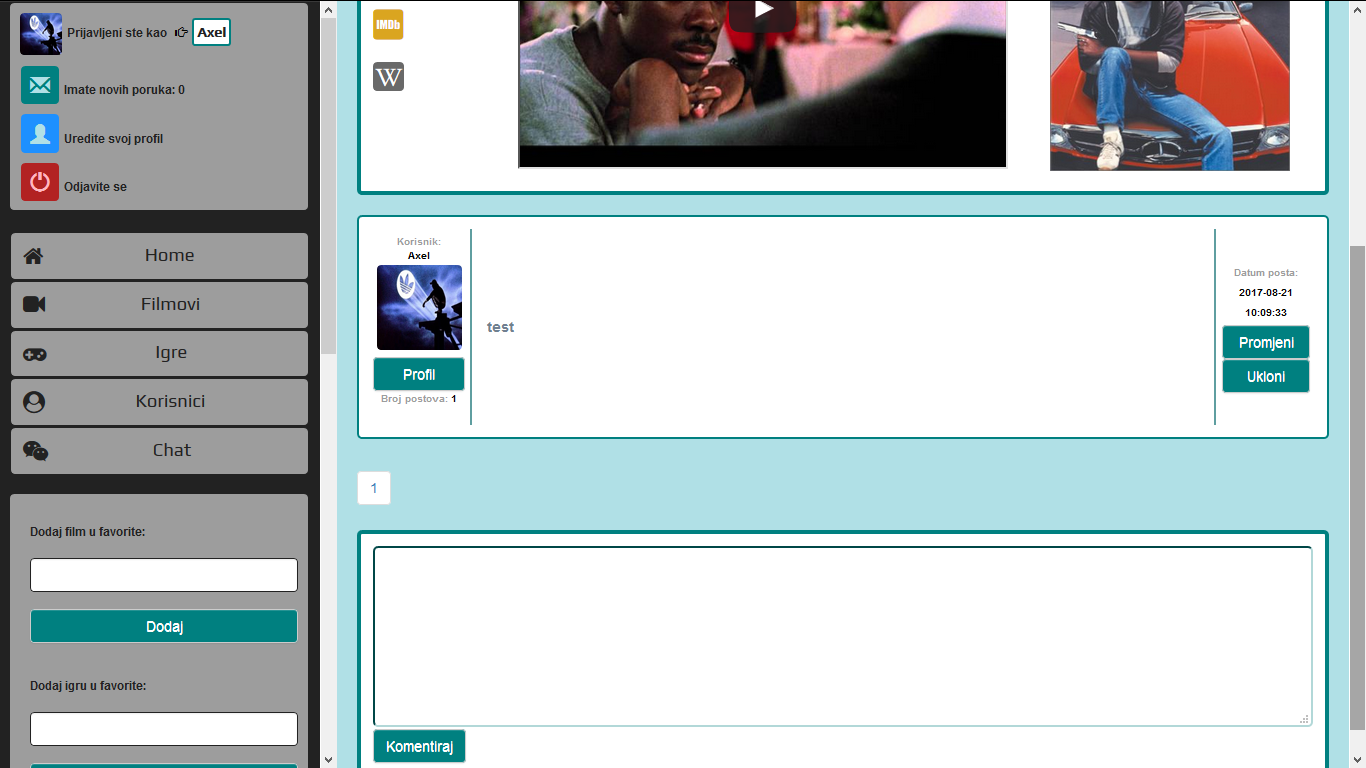 Prijavljeni ste kao Axel
Imate novih poruka: 0
Uredite svoj profil
Odjavite se
Home
Filmovi
Igre
Korisnici
Chat
Dodaj film u favorite:
Dodaj
Dodaj igru u favorite:
IMDb
W
Korisnik:
Axel
Profil
Broj postova: 1
test
Datum posta:
2017-08-21
10:09:33
Promjeni
Ukloni
1
Komentiraj